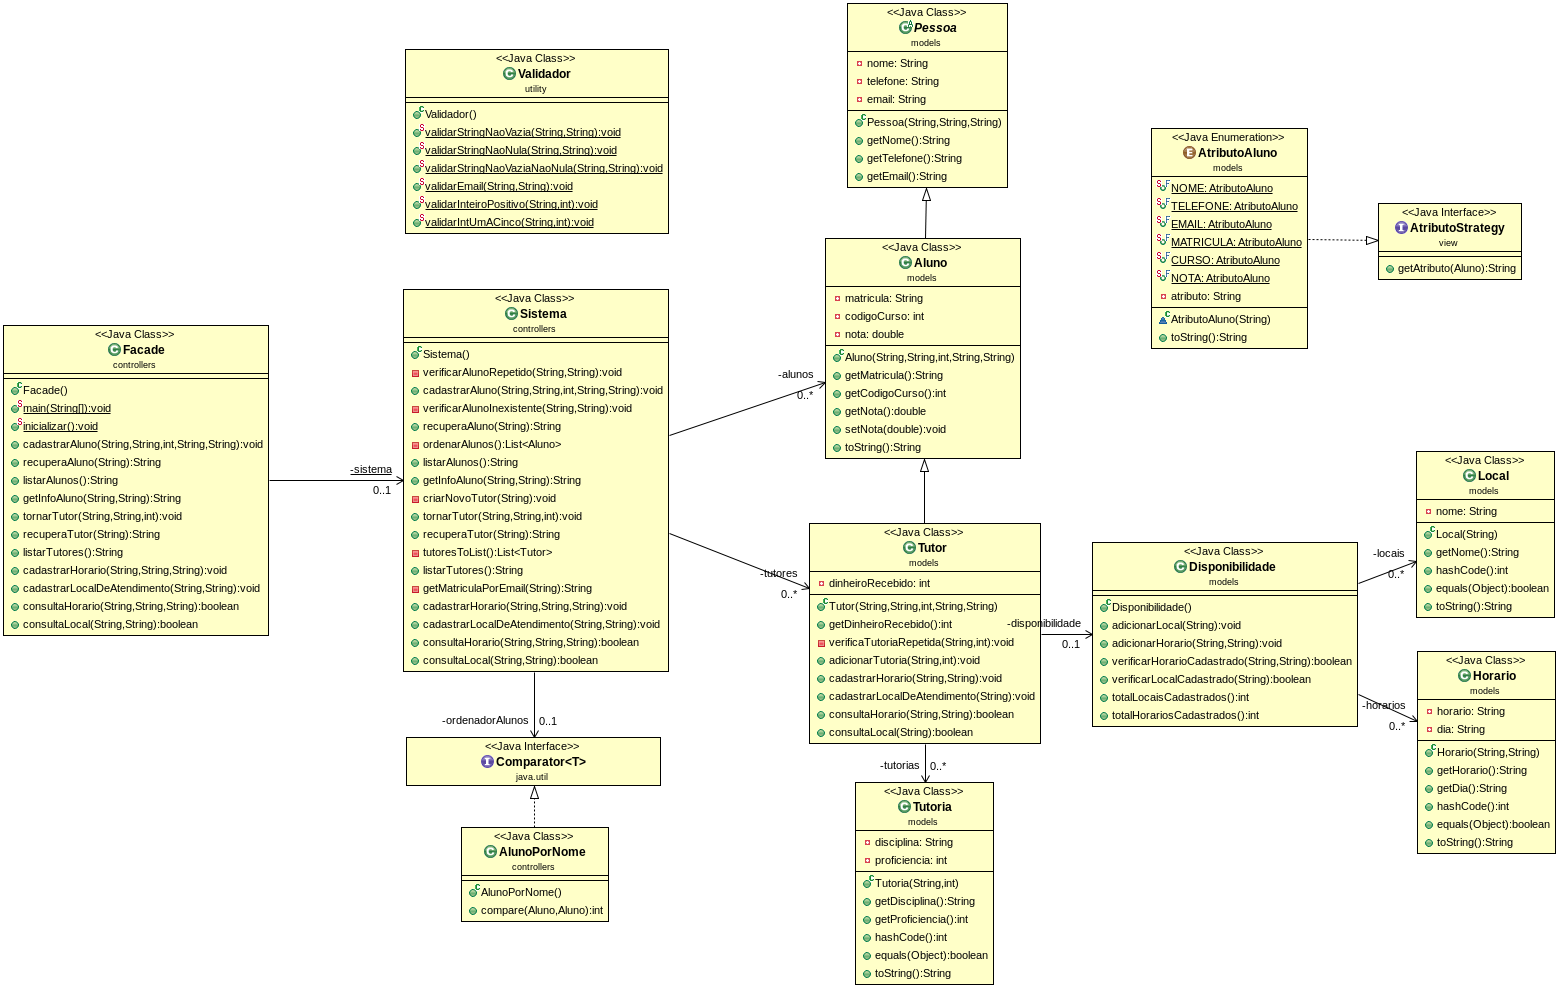 <<Java Class>>
Pessoa
models
nome: String
telefone: String
email: String
Pessoa(String,String,String)
getNome():String
getTelefone():String
getEmail():String
<<Java Class>>
Validador
utility
Validador()
validarStringNaoVazia(String,String):void
validarStringNaoNula(String,String):void
validarStringNaoVaziaNaoNula(String,String):void
validarEmail(String,String):void
validarInteiroPositivo(String,int):void
validarIntUmACinco(String,int):void
<<Java Enumeration>>
AtributoAluno
models
NOME: AtributoAluno
TELEFONE: AtributoAluno
EMAIL: AtributoAluno
MATRICULA: AtributoAluno
CURSO: AtributoAluno
NOTA: AtributoAluno
atributo: String
AtributoAluno(String)
toString():String
<<Java Interface>>
AtributoStrategy
view
getAtributo(Aluno):String
<<Java Class>>
Aluno
models
matricula: String
codigoCurso: int
nota: double
Aluno(String,String,int,String,String)
getMatricula():String
getCodigoCurso():int
getNota():double
setNota(double):void
toString():String
<<Java Class>>
Facade
controllers
Facade()
main(String[]):void
inicializar():void
cadastrarAluno(String,String,int,String,String):void
recuperaAluno(String):String
listarAlunos():String
getInfoAluno(String,String):String
tornarTutor(String,String,int):void
recuperaTutor(String):String
listarTutores():String
cadastrarHorario(String,String,String):void
cadastrarLocalDeAtendimento(String,String):void
consultaHorario(String,String,String):boolean
consultaLocal(String,String):boolean
-sistema
0..1
<<Java Class>>
Sistema
controllers
Sistema()
verificarAlunoRepetido(String,String):void
cadastrarAluno(String,String,int,String,String):void
verificarAlunoInexistente(String,String):void
recuperaAluno(String):String
ordenarAlunos():List<Aluno>
listarAlunos():String
getInfoAluno(String,String):String
criarNovoTutor(String):void
tornarTutor(String,String,int):void
recuperaTutor(String):String
tutoresToList():List<Tutor>
listarTutores():String
getMatriculaPorEmail(String):String
cadastrarHorario(String,String,String):void
cadastrarLocalDeAtendimento(String,String):void
consultaHorario(String,String,String):boolean
consultaLocal(String,String):boolean
-alunos
0..*
-tutores
0..*
-ordenadorAlunos
0..1
<<Java Interface>>
Comparator<T>
java.util
<<Java Class>>
AlunoPorNome
controllers
AlunoPorNome()
compare(Aluno,Aluno):int
<<Java Class>>
Tutor
models
dinheiroRecebido: int
Tutor(String,String,int,String,String)
getDinheiroRecebido():int
verificaTutoriaRepetida(String,int):void
adicionarTutoria(String,int):void
cadastrarHorario(String,String):void
cadastrarLocalDeAtendimento(String):void
consultaHorario(String,String):boolean
consultaLocal(String):boolean
-disponibilidade
0..1
-tutorias
0..*
<<Java Class>>
Tutoria
models
disciplina: String
proficiencia: int
Tutoria(String,int)
getDisciplina():String
getProficiencia():int
hashCode():int
equals(Object):boolean
toString():String
<<Java Class>>
Disponibilidade
models
Disponibilidade()
adicionarLocal(String):void
adicionarHorario(String,String):void
verificarHorarioCadastrado(String,String):boolean
verificarLocalCadastrado(String):boolean
totalLocaisCadastrados():int
totalHorariosCadastrados():int
-locais
0..*
-horarios
0..*
<<Java Class>>
Local
models
nome: String
Local(String)
getNome():String
hashCode():int
equals(Object):boolean
toString():String
<<Java Class>>
Horario
models
horario: String
dia: String
Horario(String,String)
getHorario():String
getDia():String
hashCode():int
equals(Object):boolean
toString():String